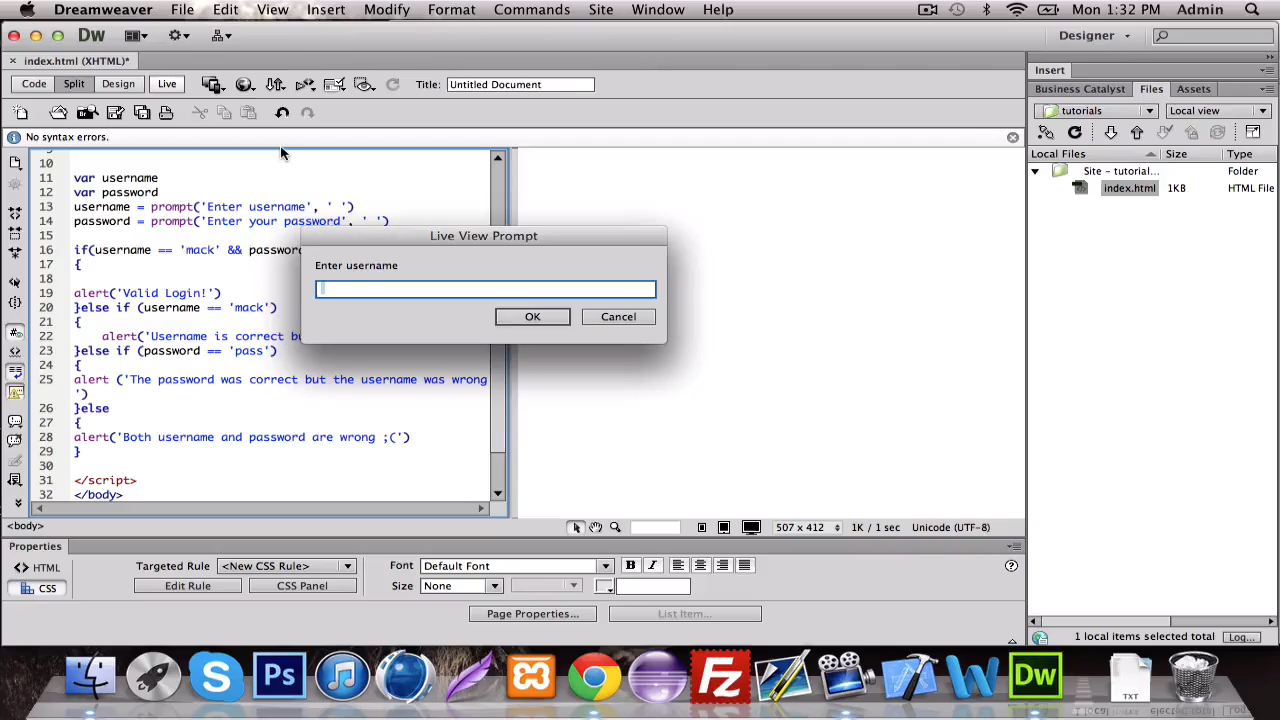 Dreamweaver File Edit View Insert Modify Format Commands Site Window Help Mon 1:32 PM Admin
Dw Designer
index.html (XHTML)*
Code Split Design Live Title: Untitled Document
No syntax errors.
10
11 var username
12 var password
13 username = prompt('Enter username', ' ')
14 password = prompt('Enter your password', ' ')
15
16 if(username == 'mack' && password
17 {
18
19 alert('Valid Login!')
20 }else if (username == 'mack')
21 {
22 alert('Username is correct bu
23 }else if (password == 'pass')
24 {
25 alert ('The password was correct but the username was wrong
')
26 }else
27 {
28 alert('Both username and password are wrong ;(')
29 }
30
31 </script>
32 </body>
Live View Prompt
Enter username
OK Cancel
<body>
507 x 412 1K / 1 sec Unicode (UTF-8)
Properties
<> HTML
CSS
Targeted Rule <New CSS Rule>
Edit Rule CSS Panel
Font Default Font B I
Size None
Page Properties... List Item...
Insert
Business Catalyst Files Assets
tutorials Local view
Local Files Size Type
Site - tutorial... Folder
index.html 1KB HTML File
1 local items selected total Log...
Ps Fz W Dw TXT